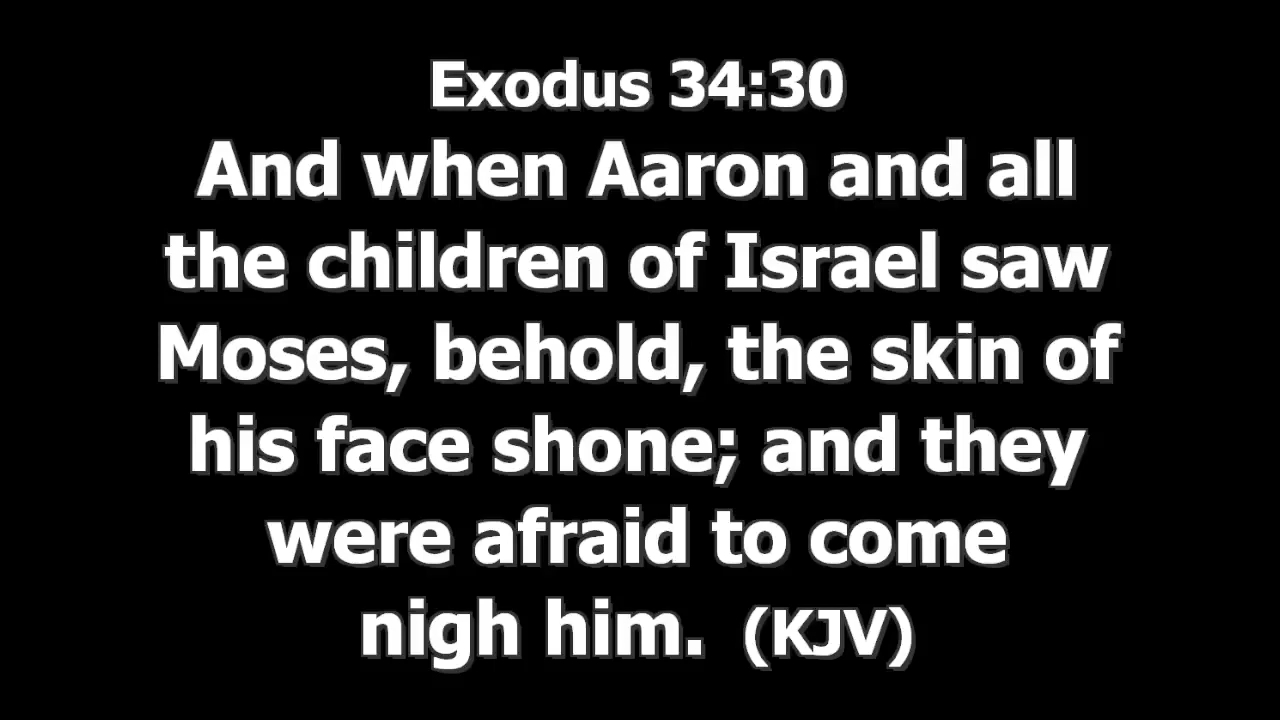 Exodus 34:30
And when Aaron and all
the children of Israel saw
Moses, behold, the skin of
his face shone; and they
were afraid to come
nigh him. (KJV)